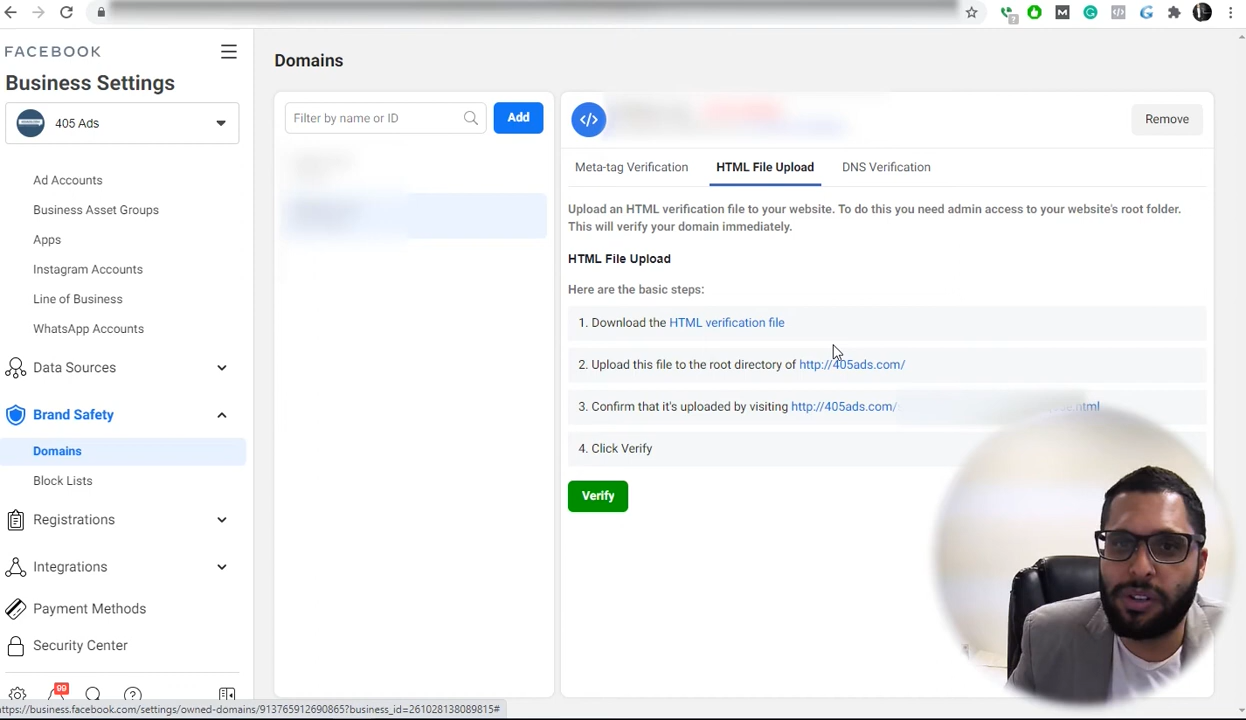 FACEBOOK
Business Settings
405 Ads
Ad Accounts
Business Asset Groups
Apps
Instagram Accounts
Line of Business
WhatsApp Accounts
Data Sources
Brand Safety
Domains
Block Lists
Registrations
Integrations
Payment Methods
Security Center
99
Domains
Filter by name or ID
Add
Remove
Meta-tag Verification
HTML File Upload
DNS Verification
Upload an HTML verification file to your website. To do this you need admin access to your website's root folder.
This will verify your domain immediately.
HTML File Upload
Here are the basic steps:
1. Download the HTML verification file
2. Upload this file to the root directory of http://405ads.com/
3. Confirm that it's uploaded by visiting http://405ads.com/
4. Click Verify
Verify
https://business.facebook.com/settings/owned-domains/913765912690865?business_id=261028138089815#